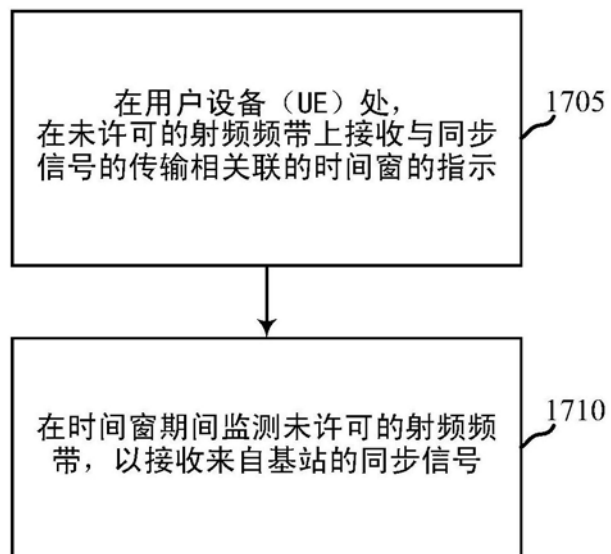 在用户设备（UE）处，
在未许可的射频频带上接收与同步
信号的传输相关联的时间窗的指示
1705
在时间窗期间监测未许可的射频频
带，以接收来自基站的同步信号
1710